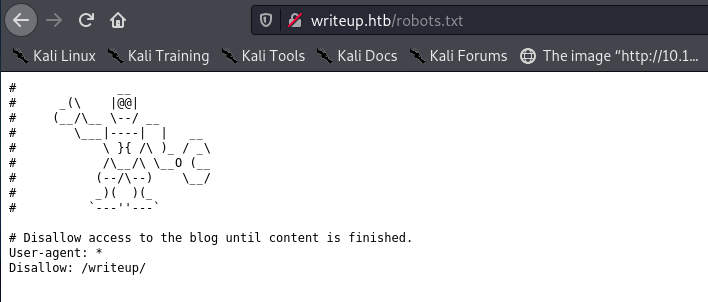 writeup.htb/robots.txt
Kali Linux Kali Training Kali Tools Kali Docs Kali Forums The image “http://10.1...
#              __
#      _(\    |@@|
#     (__/\__ \--/ __
#        \___|----|  |   __
#            \ }{ /\ )_ / _\
#            /\__/\ \__O (__
#           (--/\--)    \__/
#           _)(  )(_
#          `---''---`
# Disallow access to the blog until content is finished.
User-agent: *
Disallow: /writeup/